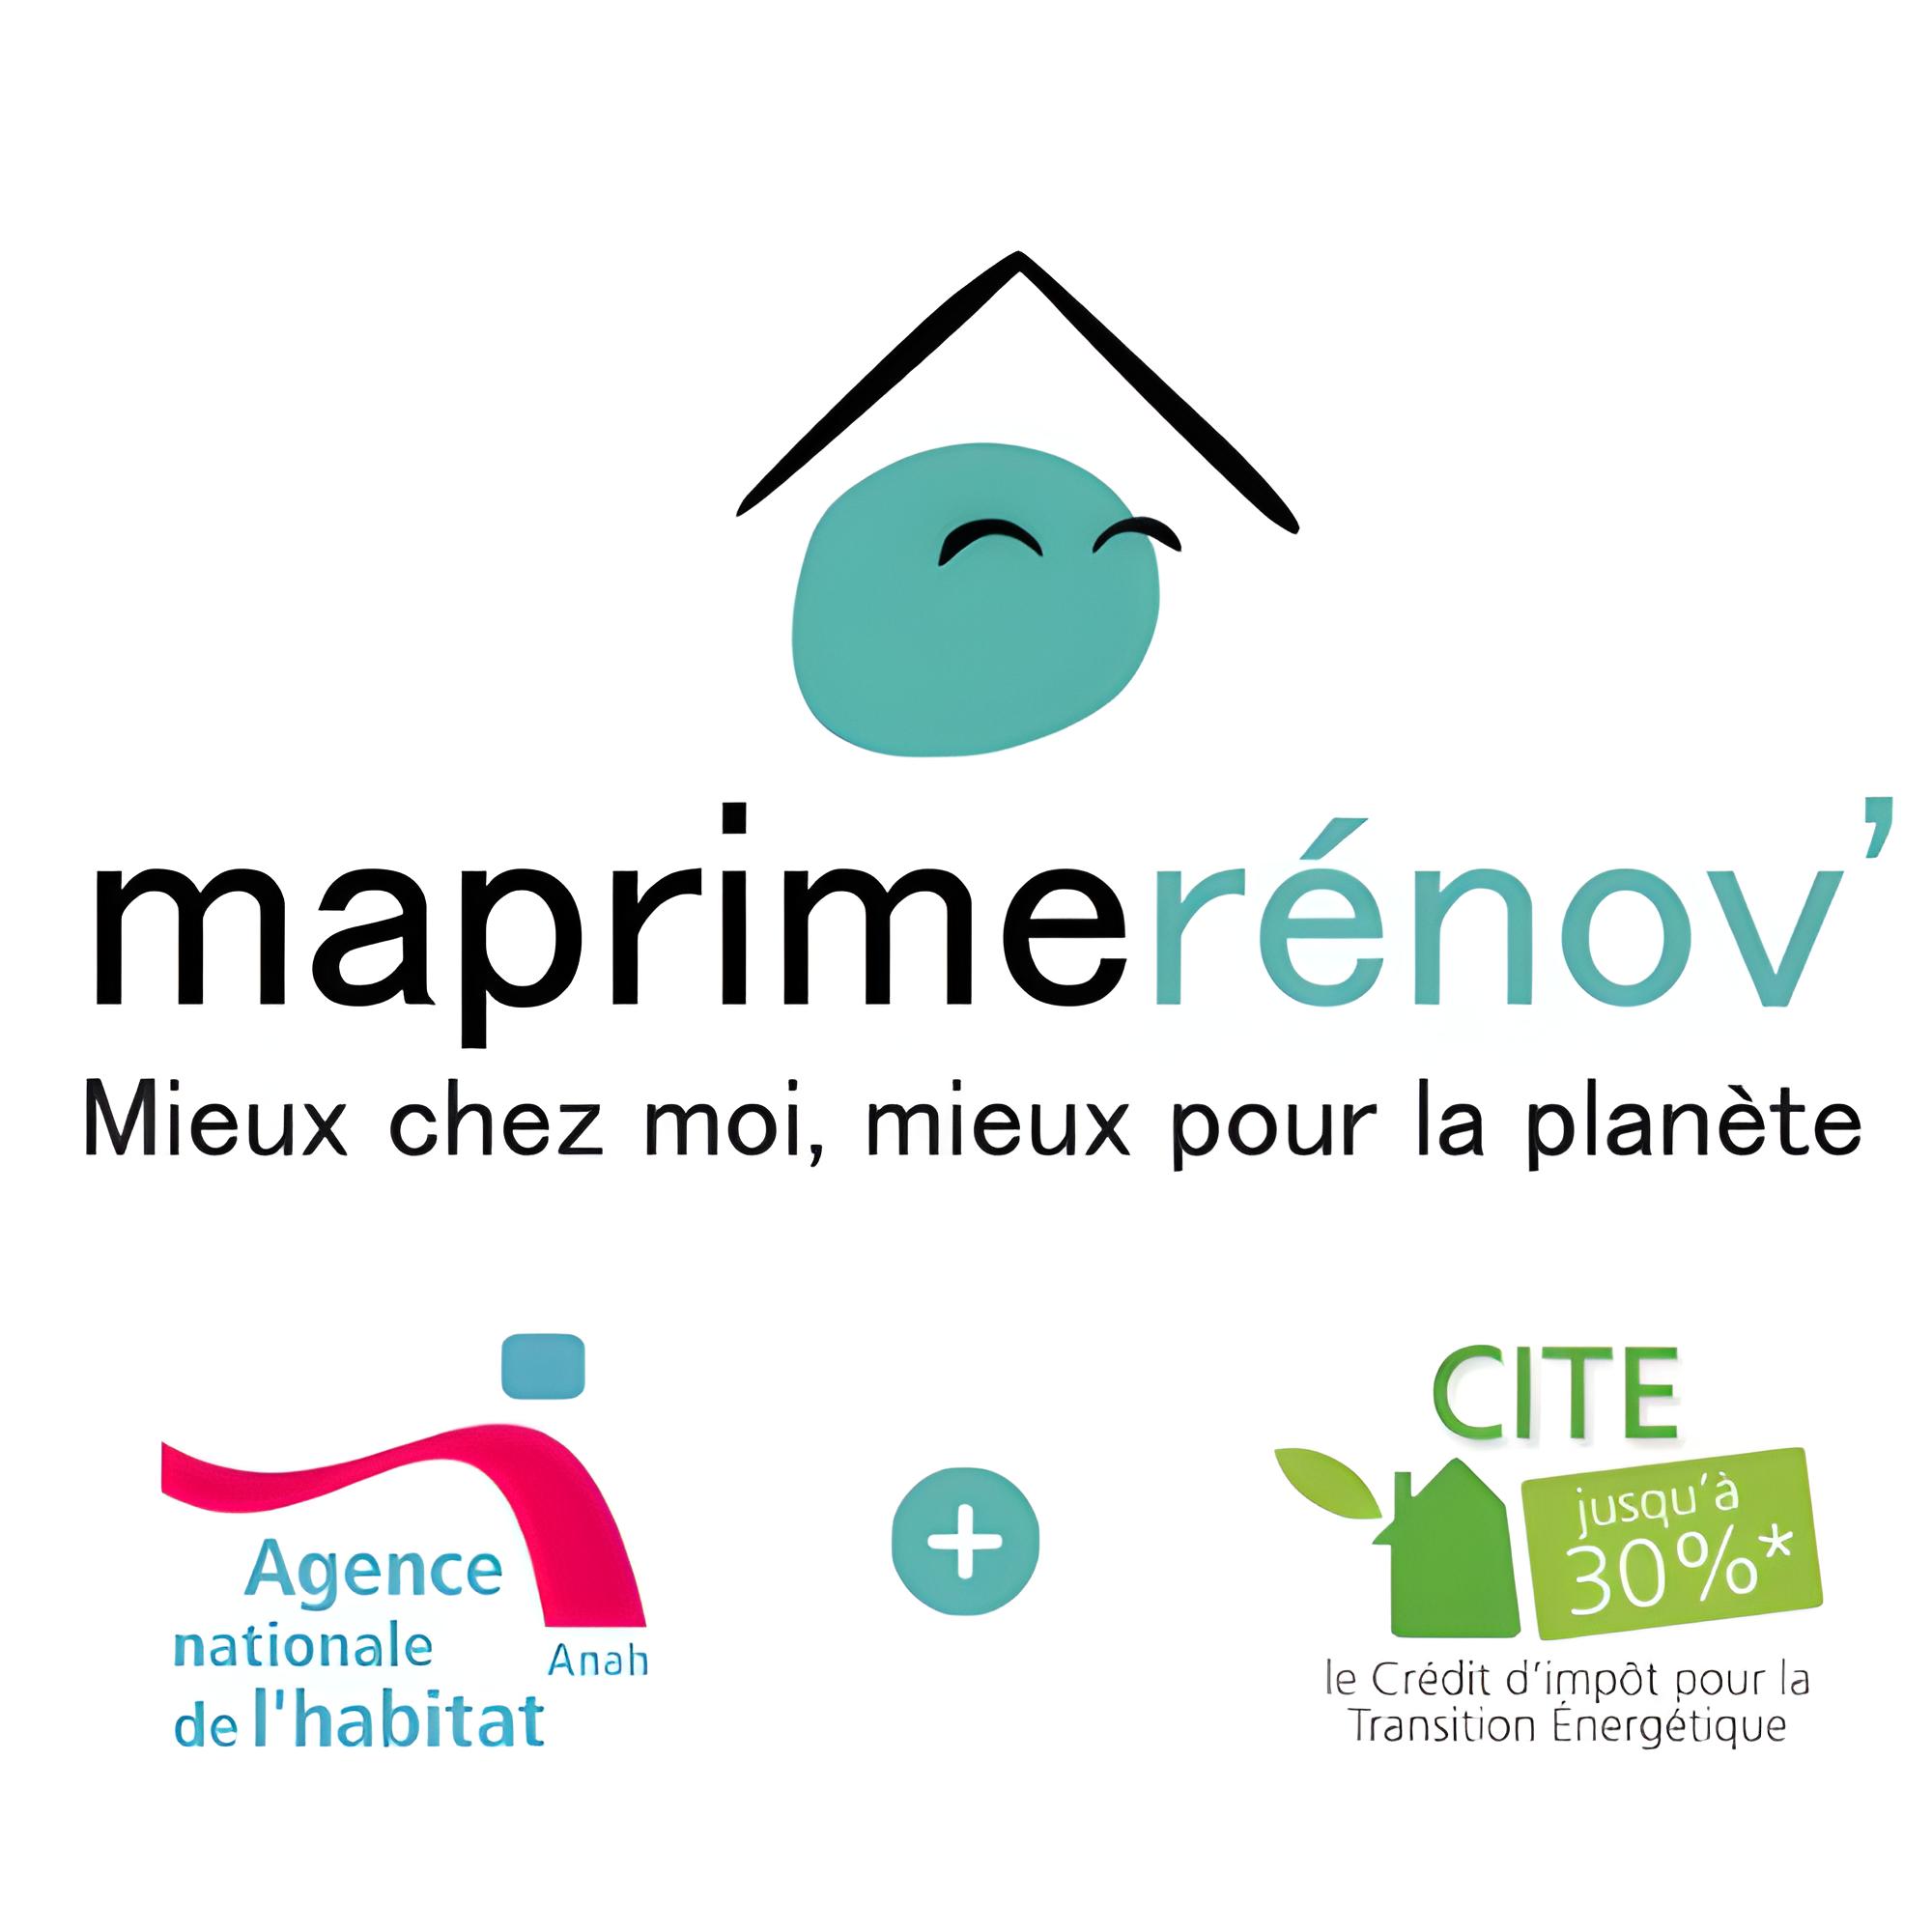 maprimerénov’
Mieux chez moi, mieux pour la planète
Agence
nationale
de l'habitat
Anah
CITE
jusqu'à
30%*
le Crédit d'impôt pour la
Transition Énergétique